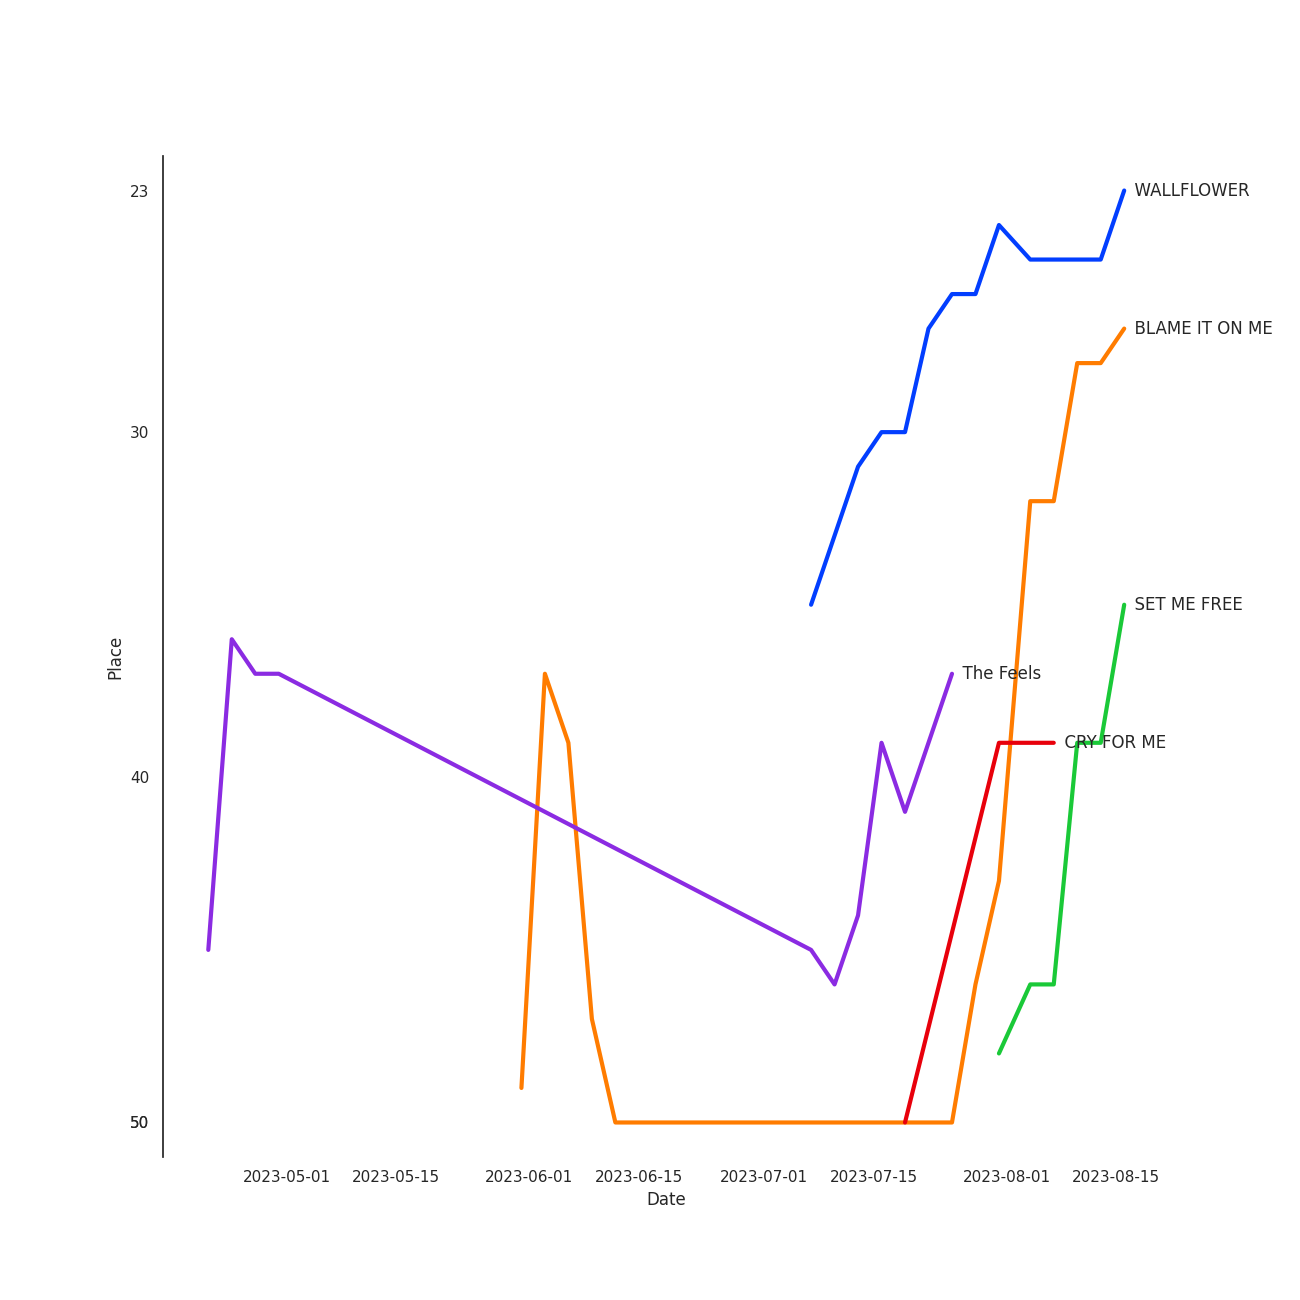 23
WALLFLOWER
BLAME IT ON ME
30
SET ME FREE
Place
The Feels
CRY FOR ME
40
50
2023-05-01 2023-05-15 2023-06-01 2023-06-15 2023-07-01 2023-07-15 2023-08-01 2023-08-15
Date